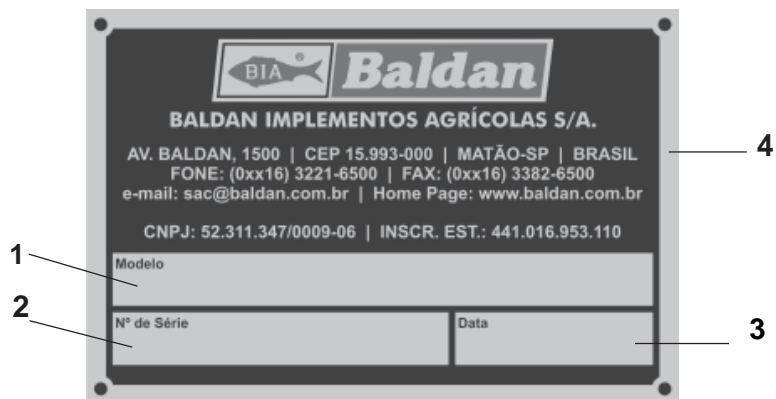 BIA ® Baldan
BALDAN IMPLEMENTOS AGRÍCOLAS S/A.
AV. BALDAN, 1500 | CEP 15.993-000 | MATÃO-SP | BRASIL
FONE: (0xx16) 3221-6500 | FAX: (0xx16) 3382-6500
e-mail: sac@baldan.com.br | Home Page: www.baldan.com.br
CNPJ: 52.311.347/0009-06 | INSCR. EST.: 441.016.953.110
4
1
Modelo
2
Nº de Série
Data
3